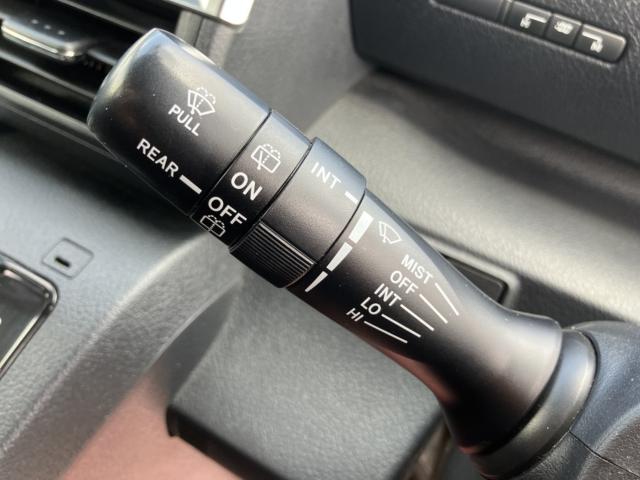 PULL
REAR
ON
OFF
INT
MIST
OFF
INT
LO
HI